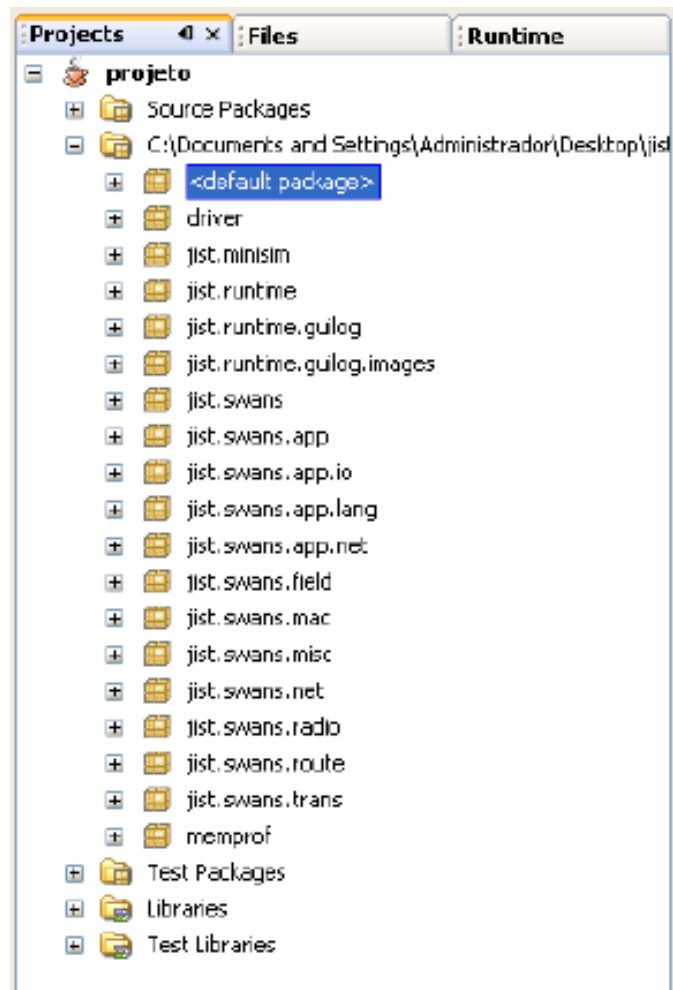 Projects Files Runtime
projeto
Source Packages
C:\Documents and Settings\Administrador\Desktop\jist
<default package>
driver
jist.minisim
jist.runtime
jist.runtime.guilog
jist.runtime.guilog.images
jist.swans
jist.swans.app
jist.swans.app.io
jist.swans.app.lang
jist.swans.app.net
jist.swans.field
jist.swans.mac
jist.swans.misc
jist.swans.net
jist.swans.radio
jist.swans.route
jist.swans.trans
memprof
Test Packages
Libraries
Test Libraries